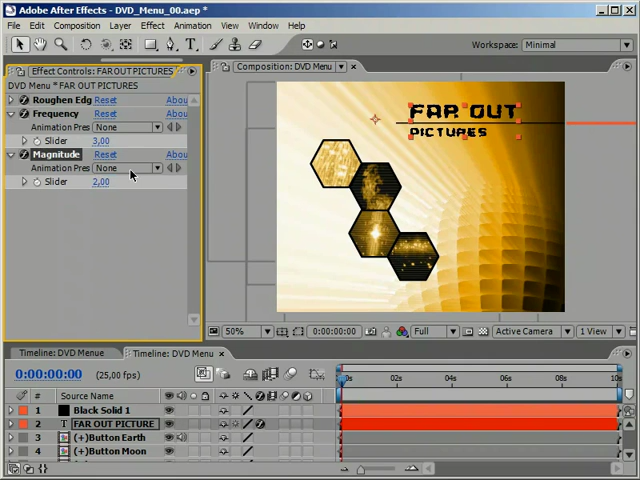 Adobe After Effects - DVD_Menu_00.aep *
File Edit Composition Layer Effect Animation View Window Help
Workspace: Minimal
Effect Controls: FAR OUT PICTURES
Composition: DVD Menu
DVD Menu * FAR OUT PICTURES
Roughen Edg Reset Abou
Frequency Reset Abou
Animation Pres None
Slider 3,00
Magnitude Reset Abou
Animation Pres None
Slider 2,00
FAR OUT
PICTURES
50% 0:00:00:00 Full Active Camera 1 View
Timeline: DVD Menue Timeline: DVD Menu
0:00:00:00 (25,00 fps)
# Source Name
02s 04s 06s 08s 10s
1 Black Solid 1
2 T FAR OUT PICTURE
3 (+)Button Earth
4 (+)Button Moon